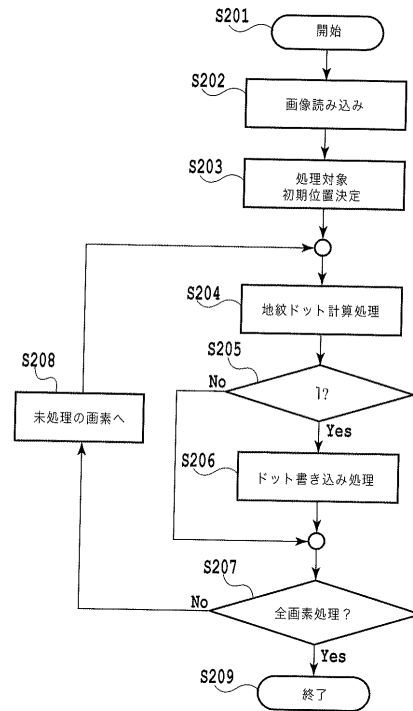 S201
開始
S202
画像読み込み
S203
処理対象
初期位置決定
S204
地紋ドット計算処理
S205
1?
No
Yes
S206
ドット書き込み処理
S207
全画素処理？
No
Yes
S208
未処理の画素へ
S209
終了